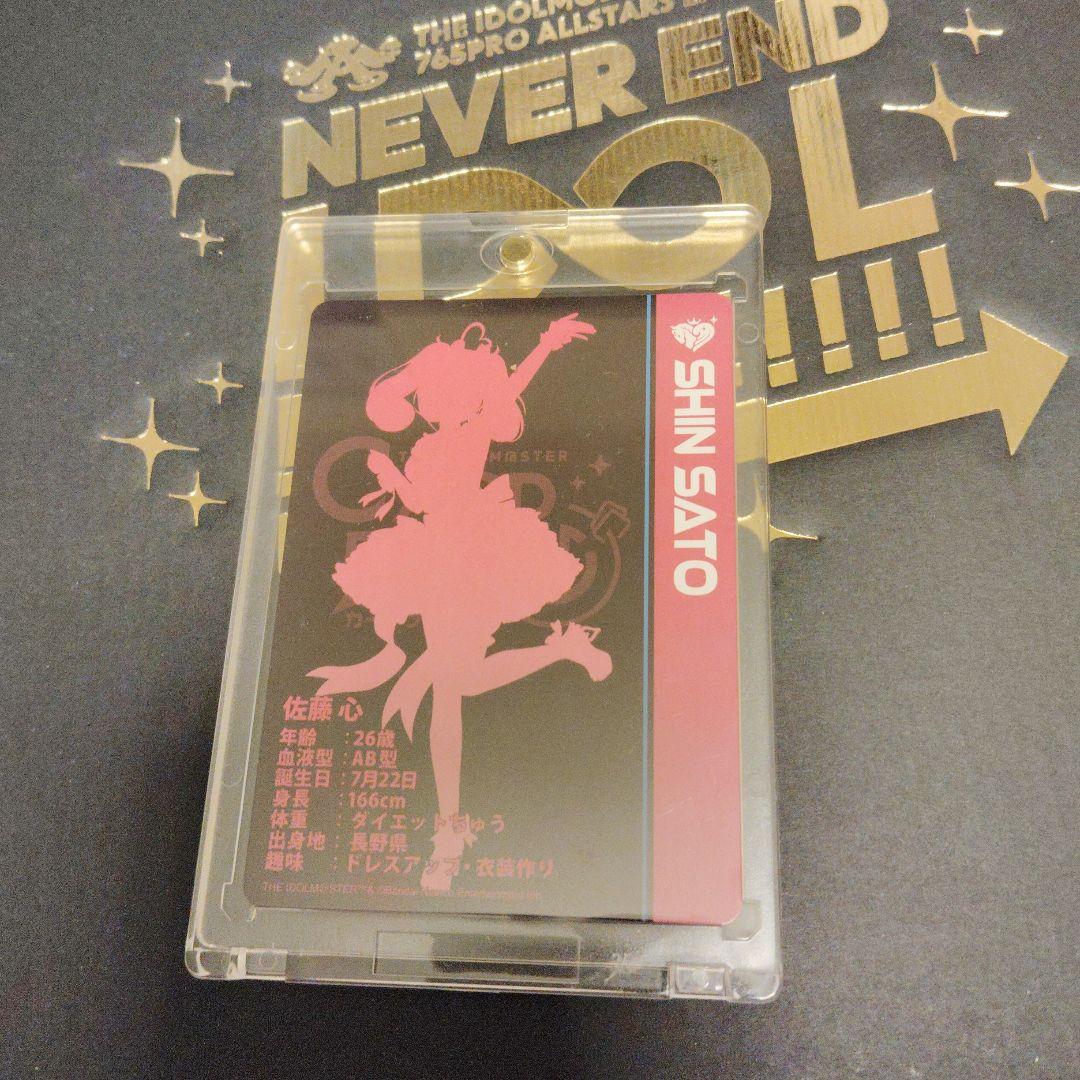 THE IDOLM
765PRO ALLSTARS
NEVER END
IDOL!!!!
SHIN SATO
M@STER
佐藤 心
年齢 : 26歳
血液型 : AB型
誕生日 : 7月22日
身長 : 166cm
体重 : ダイエットちゅう
出身地 : 長野県
趣味 : ドレスアップ・衣装作り
THE IDOLM@STER™&